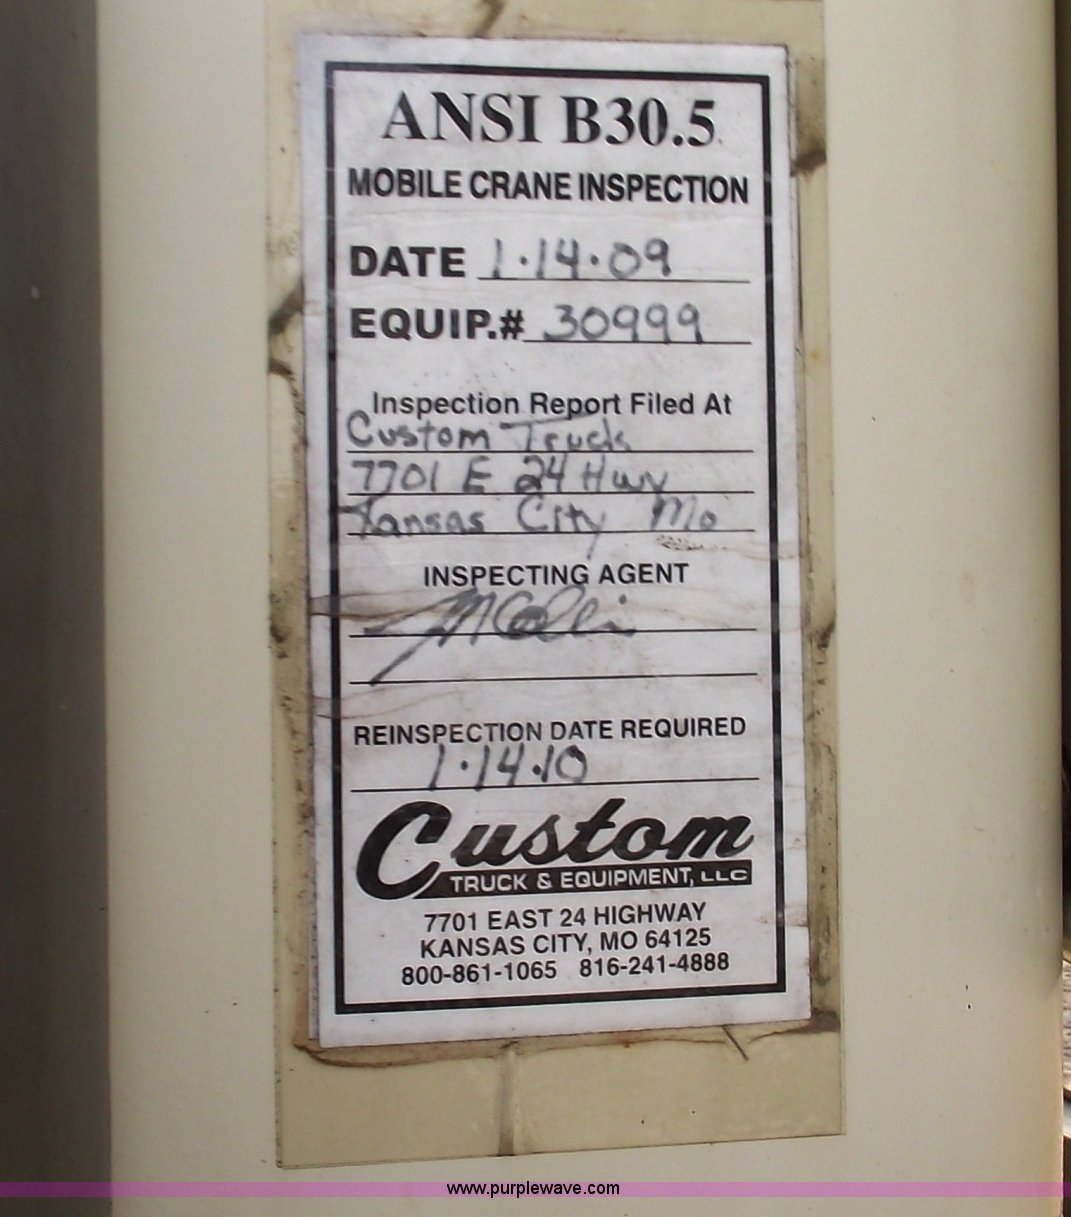 ANSI B30.5
MOBILE CRANE INSPECTION
DATE 1·14·09
EQUIP.# 30999
Inspection Report Filed At
Custom Truck
7701 E 24 Hwy
Kansas City Mo
INSPECTING AGENT
REINSPECTION DATE REQUIRED
1·14·10
Custom
TRUCK & EQUIPMENT, LLC
7701 EAST 24 HIGHWAY
KANSAS CITY, MO 64125
800-861-1065 816-241-4888
www.purplewave.com